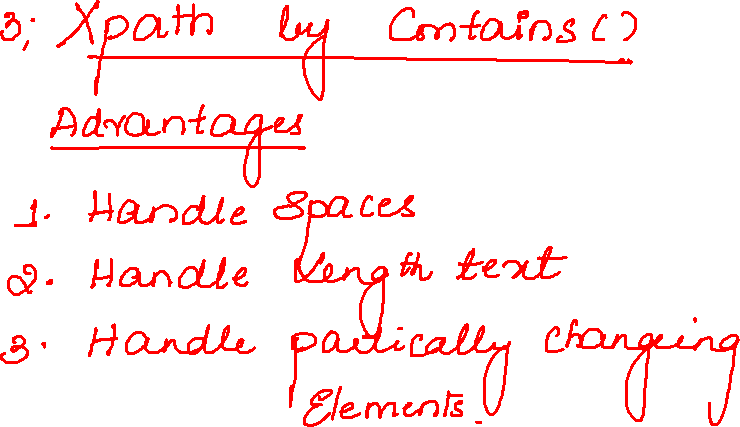 3; Xpath by Contains()
Advantages
1. Handle Spaces
2. Handle length text
3. Handle partically changeing
Elements.